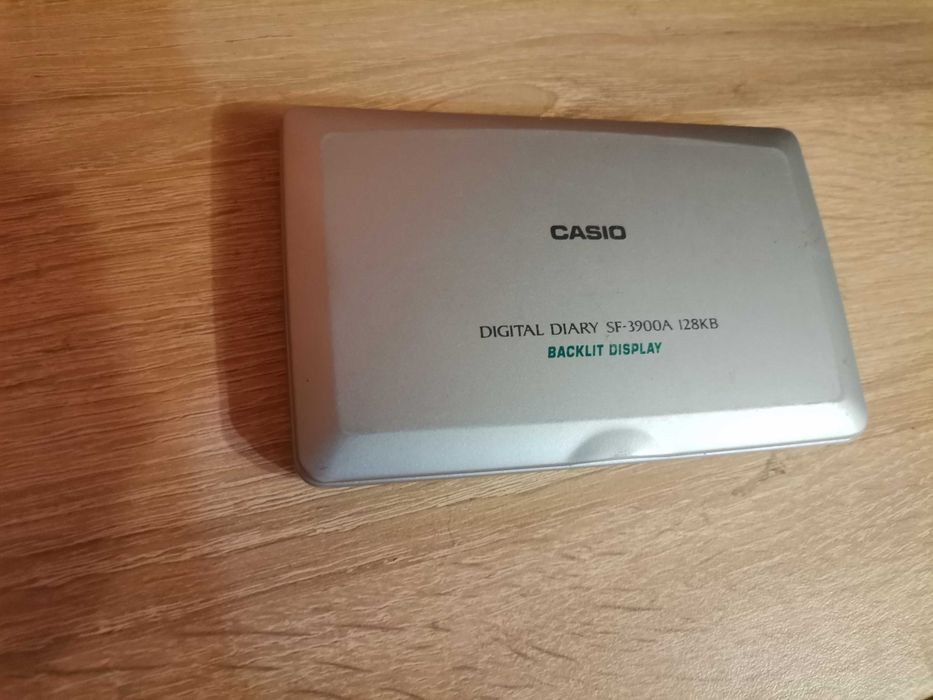 CASIO
DIGITAL DIARY SF-3900A 128KB
BACKLIT DISPLAY